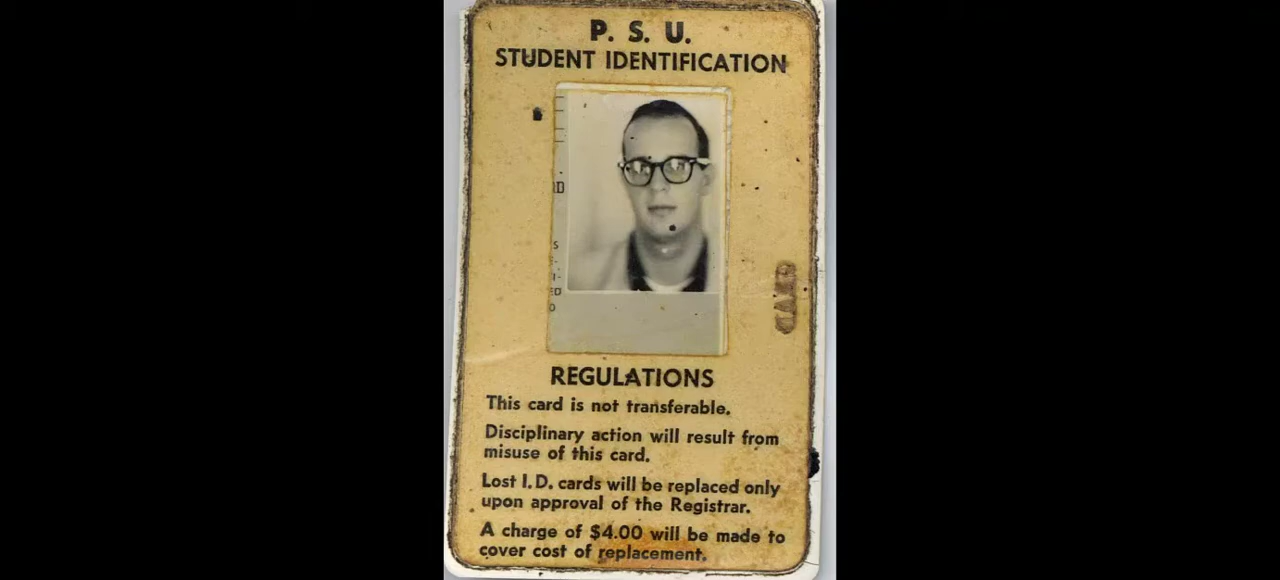 P. S. U.
STUDENT IDENTIFICATION
REGULATIONS
This card is not transferable.
Disciplinary action will result from
misuse of this card.
Lost I.D. cards will be replaced only
upon approval of the Registrar.
A charge of $4.00 will be made to
cover cost of replacement.